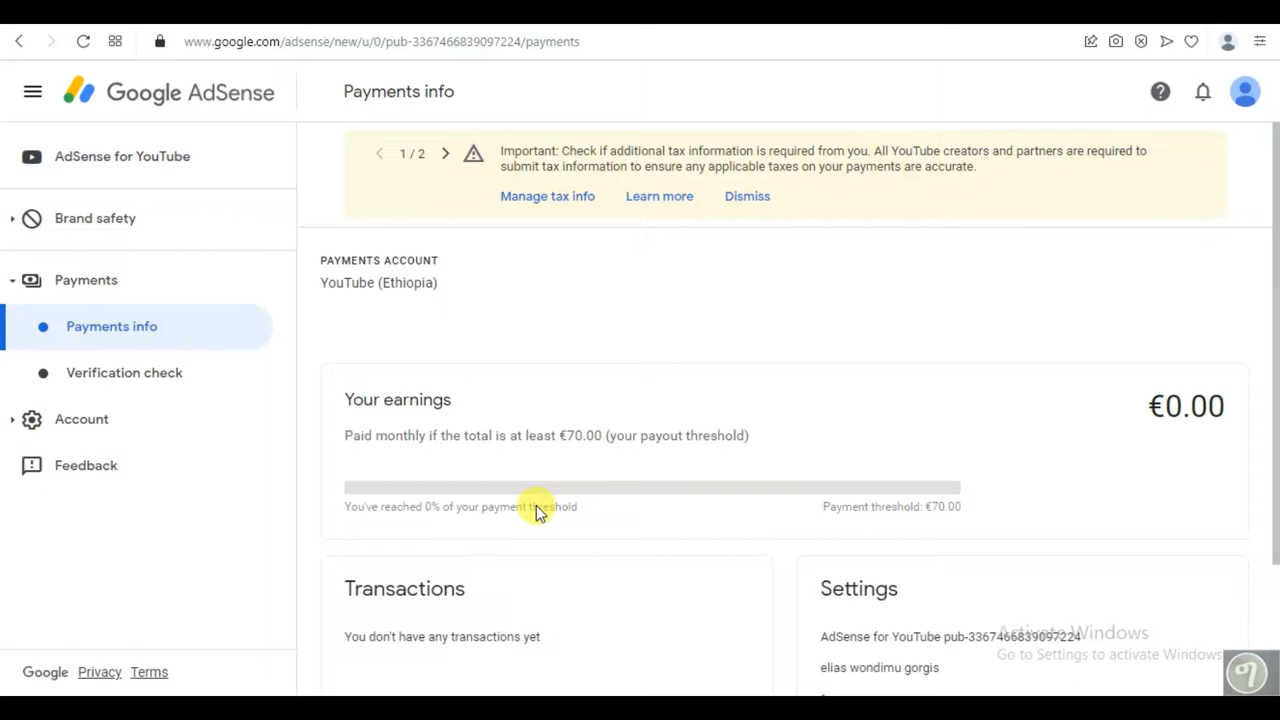 www.google.com/adsense/new/u/0/pub-3367466839097224/payments
Google AdSense
Payments info
AdSense for YouTube
Brand safety
Payments
Payments info
Verification check
Account
Feedback
Google Privacy Terms
1 / 2
Important: Check if additional tax information is required from you. All YouTube creators and partners are required to
submit tax information to ensure any applicable taxes on your payments are accurate.
Manage tax info Learn more Dismiss
PAYMENTS ACCOUNT
YouTube (Ethiopia)
Your earnings
€0.00
Paid monthly if the total is at least €70.00 (your payout threshold)
You've reached 0% of your payment threshold
Payment threshold: €70.00
Transactions
You don't have any transactions yet
Settings
AdSense for YouTube pub-3367466839097224
elias wondimu gorgis
Activate Windows
Go to Settings to activate Windows.